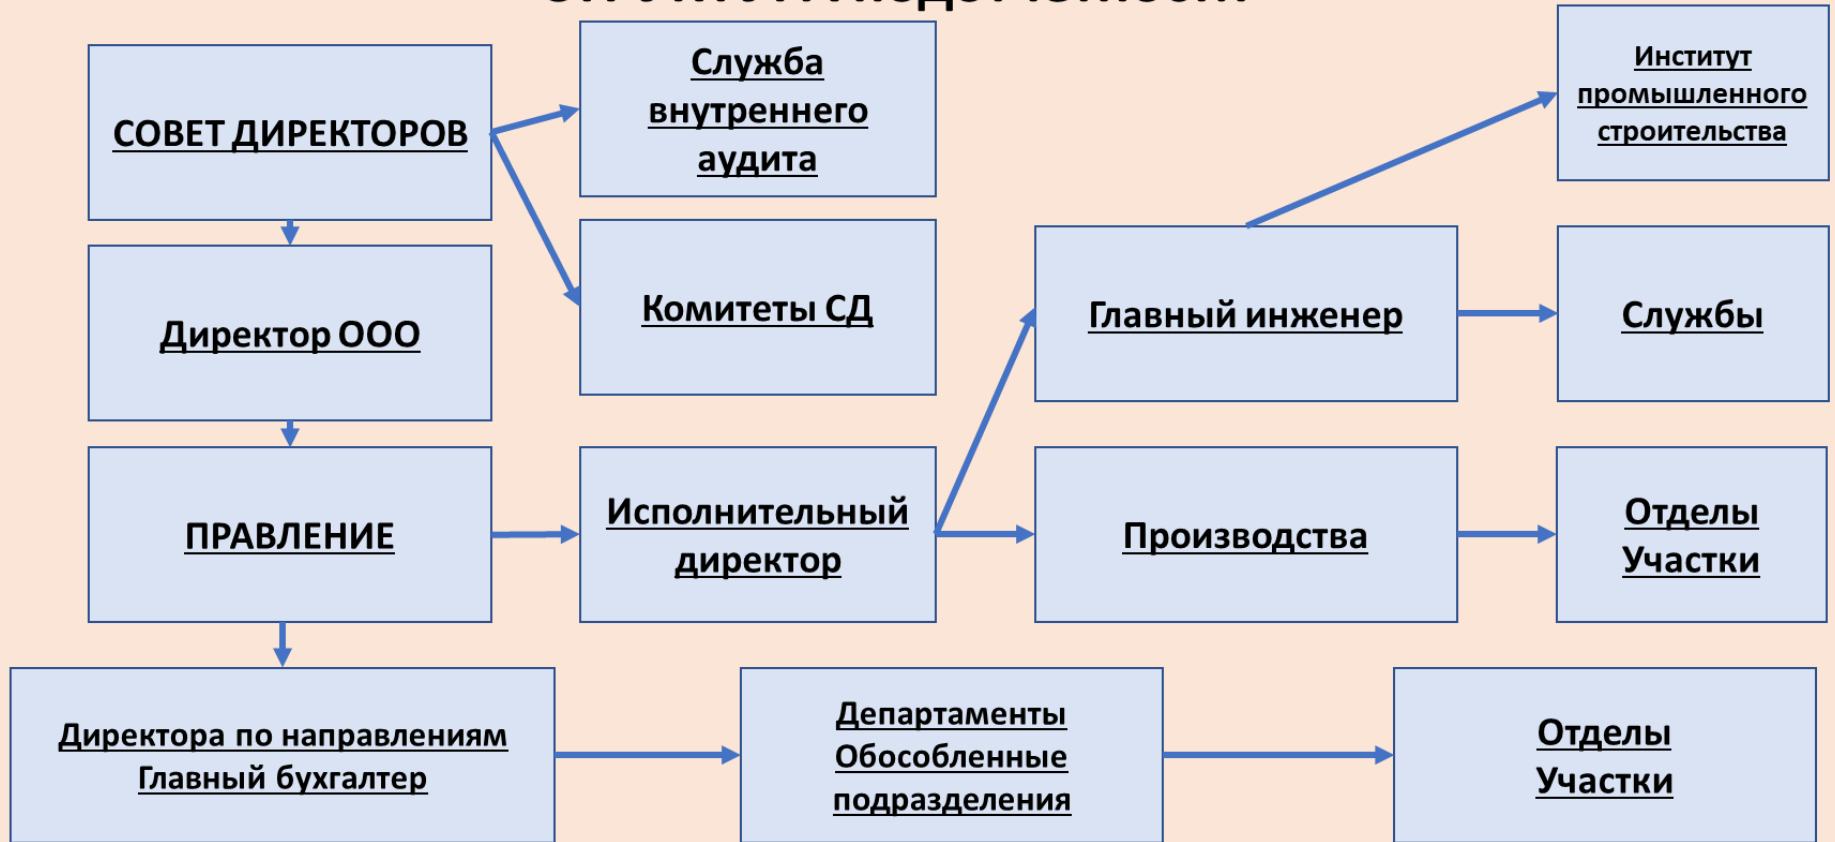 СОВЕТ ДИРЕКТОРОВ
Служба
внутреннего
аудита
Институт
промышленного
строительства
Директор ООО
Комитеты СД
Главный инженер
Службы
ПРАВЛЕНИЕ
Исполнительный
директор
Производства
Отделы
Участки
Директора по направлениям
Главный бухгалтер
Департаменты
Обособленные
подразделения
Отделы
Участки